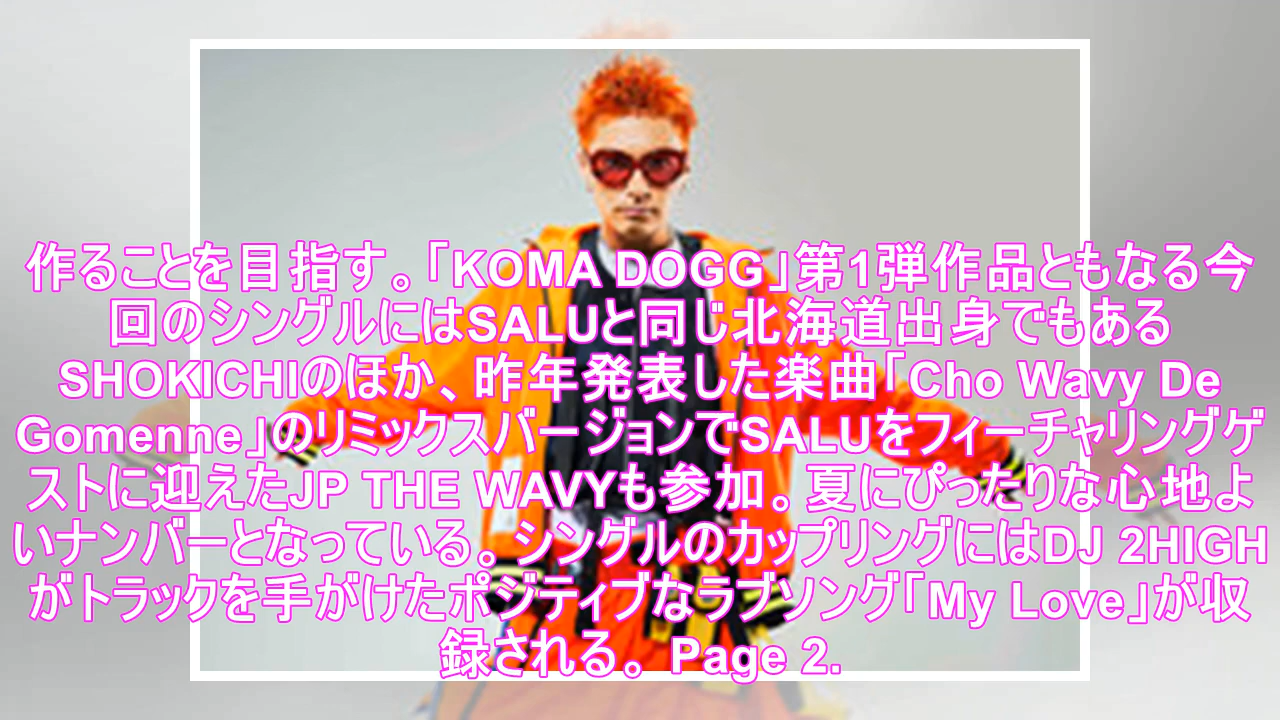 作ることを目指す。「KOMA DOGG」第1弾作品ともなる今
回のシングルにはSALUと同じ北海道出身でもある
SHOKICHIのほか、昨年発表した楽曲「Cho Wavy De
Gomenne」のリミックスバージョンでSALUをフィーチャリングゲ
ストに迎えたJP THE WAVYも参加。夏にぴったりな心地よ
いナンバーとなっている。シングルのカップリングにはDJ 2HIGH
がトラックを手がけたポジティブなラブソング「My Love」が収
録される。 Page 2.